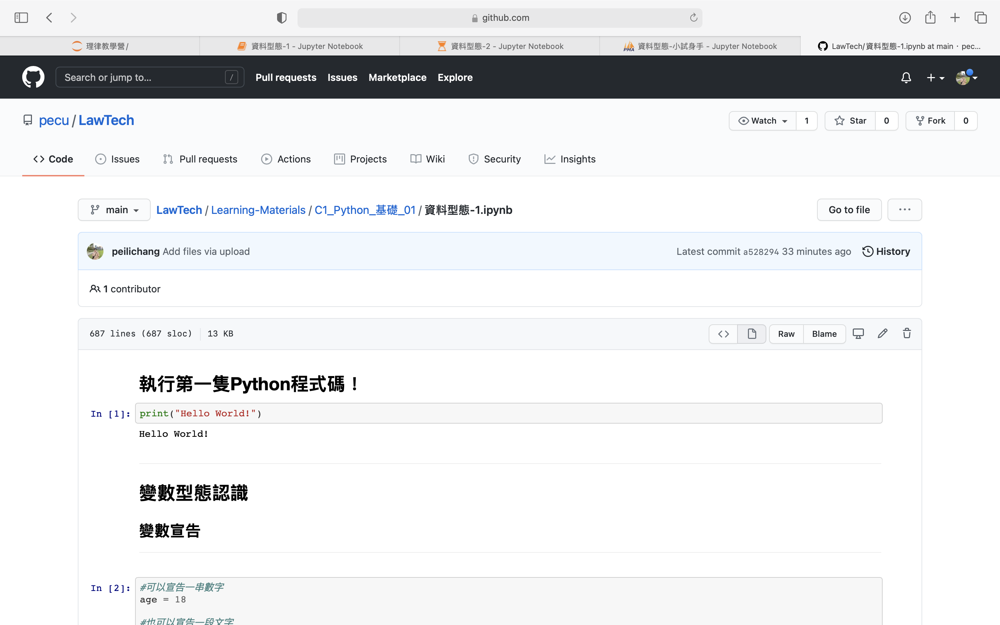 github.com
理律教學營/
資料型態-1 - Jupyter Notebook
資料型態-2 - Jupyter Notebook
PMA
資料型態-小試身手 - Jupyter Notebook
LawTech/資料型態-1.ipynb at main · pec...
Search or jump to... /
Pull requests Issues Marketplace Explore
pecu / LawTech
Watch 1 Star 0 Fork 0
Code Issues Pull requests Actions Projects Wiki Security Insights
main LawTech / Learning-Materials / C1_Python_基礎_01 / 資料型態-1.ipynb
Go to file ...
peilichang Add files via upload
Latest commit a528294 33 minutes ago History
1 contributor
687 lines (687 sloc) 13 KB
Raw Blame
執行第一隻Python程式碼！
In [1]: print("Hello World!")
Hello World!
變數型態認識
變數宣告
In [2]: #可以宣告一串數字
age = 18
#也可以宣告一段文字